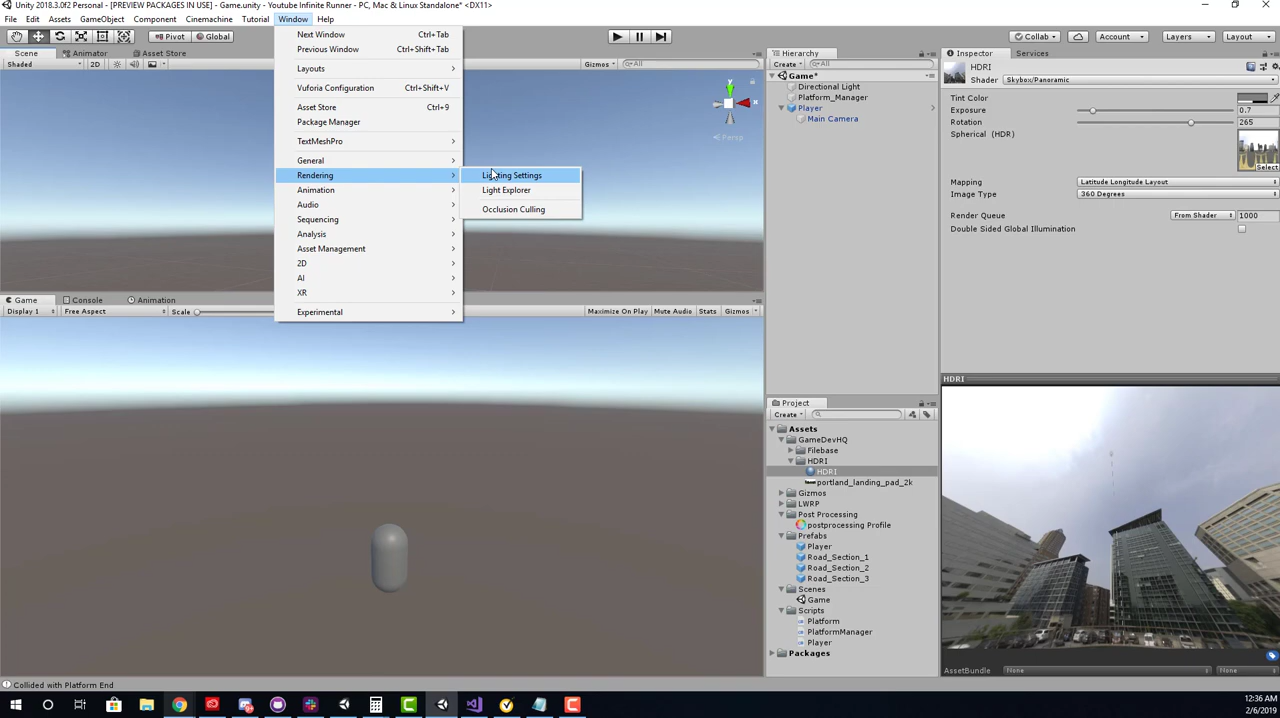 Unity 2018.3.0f2 Personal - [PREVIEW PACKAGES IN USE] - Game.unity - Youtube Infinite Runner - PC, Mac & Linux Standalone* <DX11>
File Edit Assets GameObject Component Cinemachine Tutorial Window Help
Pivot Global Collab Account Layers Layout
Scene Animator Asset Store
Shaded 2D Gizmos All
Persp
Next Window Ctrl+Tab
Previous Window Ctrl+Shift+Tab
Layouts
Vuforia Configuration Ctrl+Shift+V
Asset Store Ctrl+9
Package Manager
TextMeshPro
General
Rendering
Animation
Audio
Sequencing
Analysis
Asset Management
2D
AI
XR
Experimental
Lighting Settings
Light Explorer
Occlusion Culling
Game Console Animation
Display 1 Free Aspect Scale Maximize On Play Mute Audio Stats Gizmos
Hierarchy
Create All
Game*
Directional Light
Platform_Manager
Player
Main Camera
Project
Create
Assets
GameDevHQ
Filebase
HDRI
HDRI
portland_landing_pad_2k
Gizmos
LWRP
Post Processing
postprocessing Profile
Prefabs
Player
Road_Section_1
Road_Section_2
Road_Section_3
Scenes
Game
Scripts
Platform
PlatformManager
Player
Packages
Inspector Services
HDRI
Shader Skybox/Panoramic
Tint Color
Exposure 0.7
Rotation 265
Spherical (HDR)
Select
Mapping Latitude Longitude Layout
Image Type 360 Degrees
Render Queue From Shader 1000
Double Sided Global Illumination
HDRI
AssetBundle None None
Collided with Platform End
12:36 AM
2/6/2019